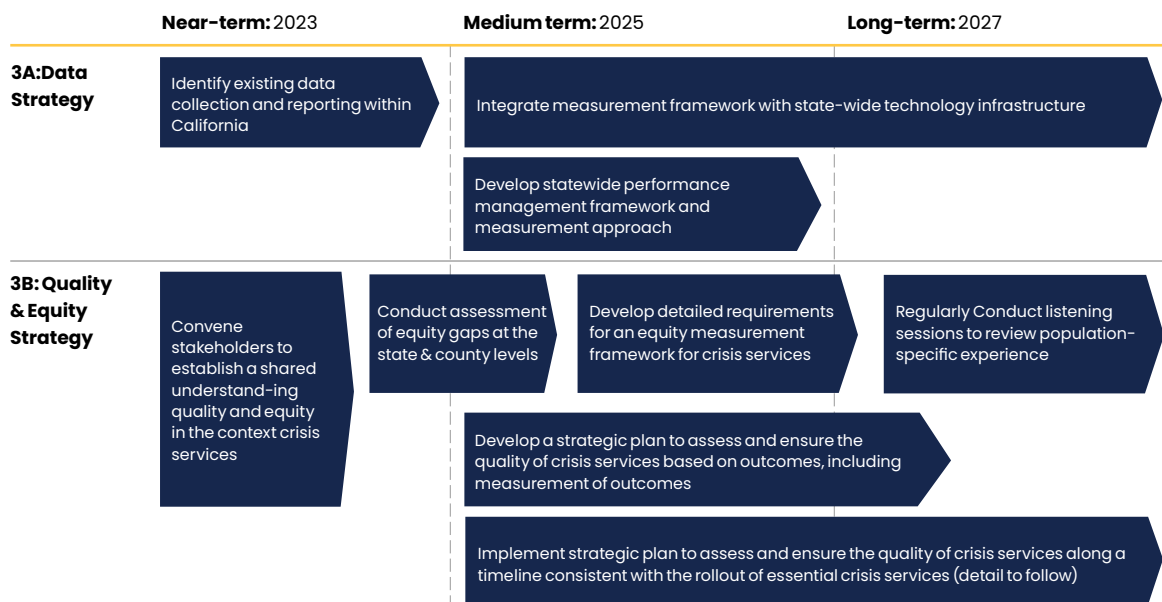 Near-term: 2023
Medium term: 2025
Long-term: 2027
3A:Data
Strategy
Identify existing data
collection and reporting within
California
Integrate measurement framework with state-wide technology infrastructure
Develop statewide performance
management framework and
measurement approach
3B: Quality
& Equity
Strategy
Convene
stakeholders to
establish a shared
understand-ing
quality and equity
in the context crisis
services
Conduct assessment
of equity gaps at the
state & county levels
Develop detailed requirements
for an equity measurement
framework for crisis services
Regularly Conduct listening
sessions to review population-
specific experience
Develop a strategic plan to assess and ensure the
quality of crisis services based on outcomes, including
measurement of outcomes
Implement strategic plan to assess and ensure the quality of crisis services along a
timeline consistent with the rollout of essential crisis services (detail to follow)